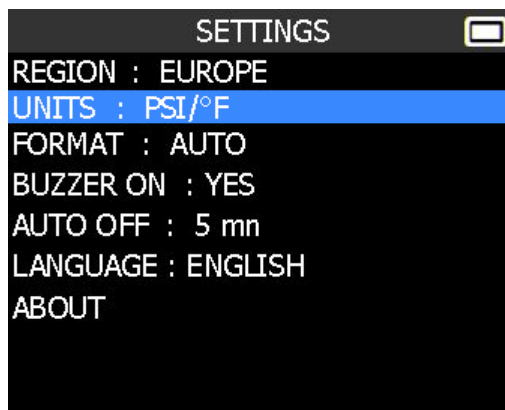 SETTINGS
REGION : EUROPE
UNITS : PSI/°F
FORMAT : AUTO
BUZZER ON : YES
AUTO OFF : 5 mn
LANGUAGE : ENGLISH
ABOUT